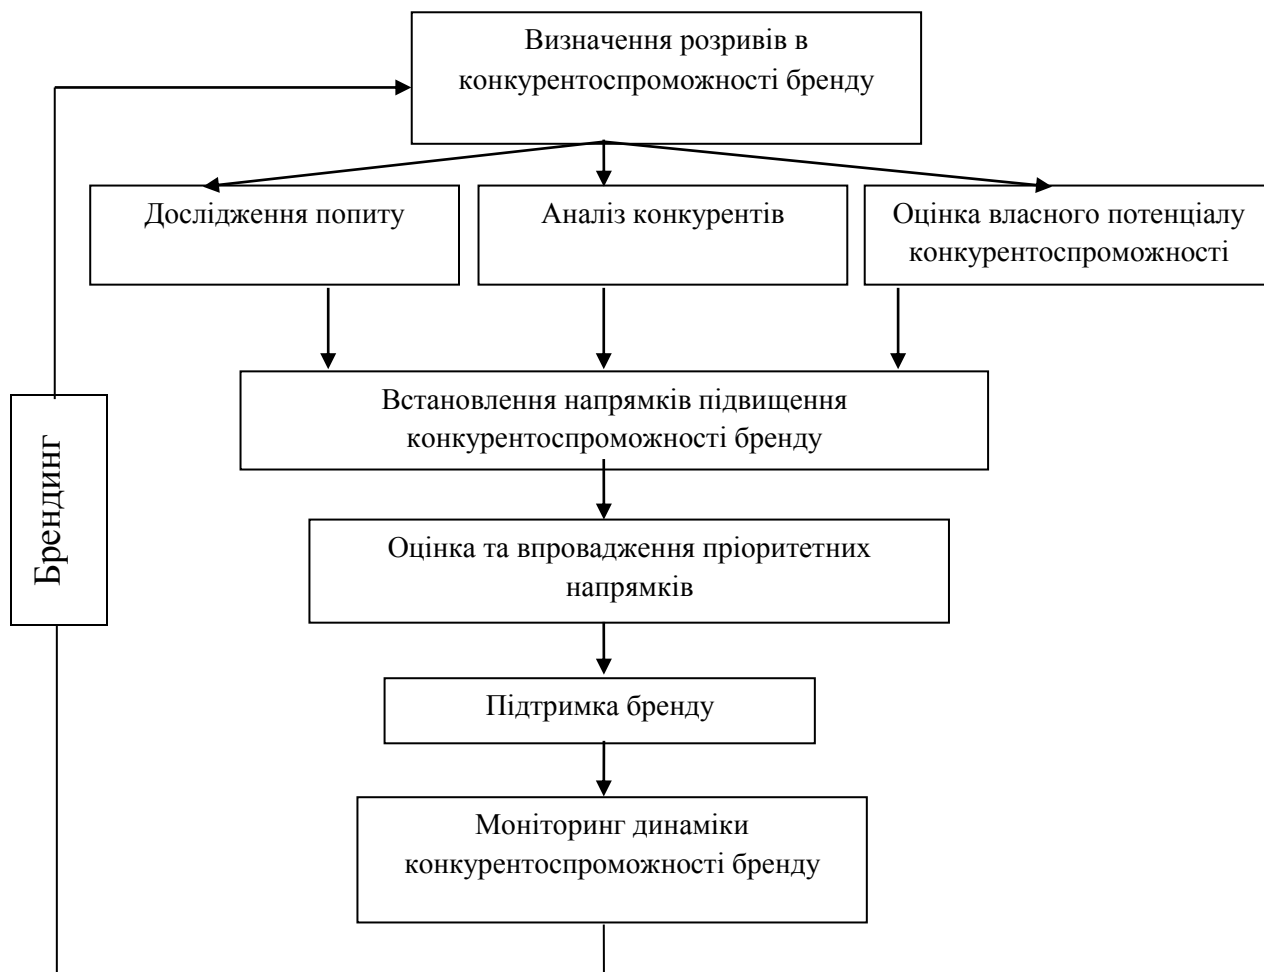 Визначення розривів в
конкурентоспроможності бренду
Дослідження попиту
Аналіз конкурентів
Оцінка власного потенціалу
конкурентоспроможності
Встановлення напрямків підвищення
конкурентоспроможності бренду
Брендинг
Оцінка та впровадження пріоритетних
напрямків
Підтримка бренду
Моніторинг динаміки
конкурентоспроможності бренду